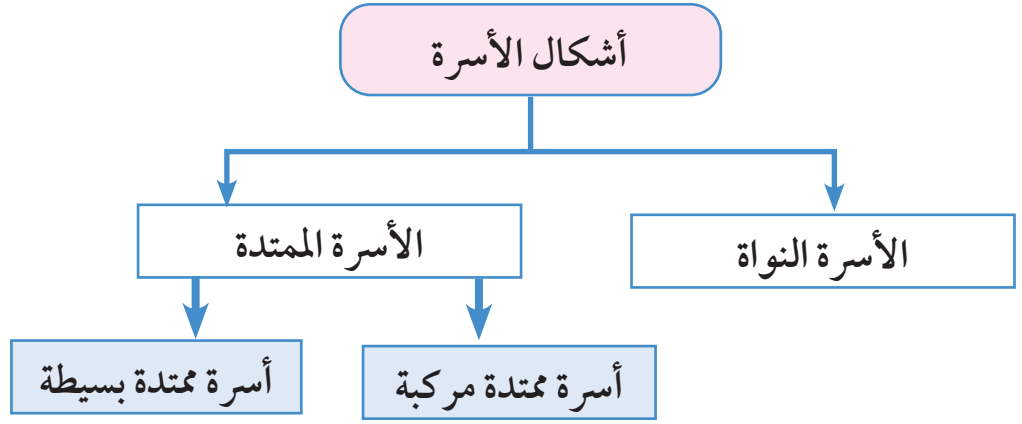 أشكال الأسرة
الأسرة النواة
الأسرة الممتدة
أسرة ممتدة مركبة
أسرة ممتدة بسيطة